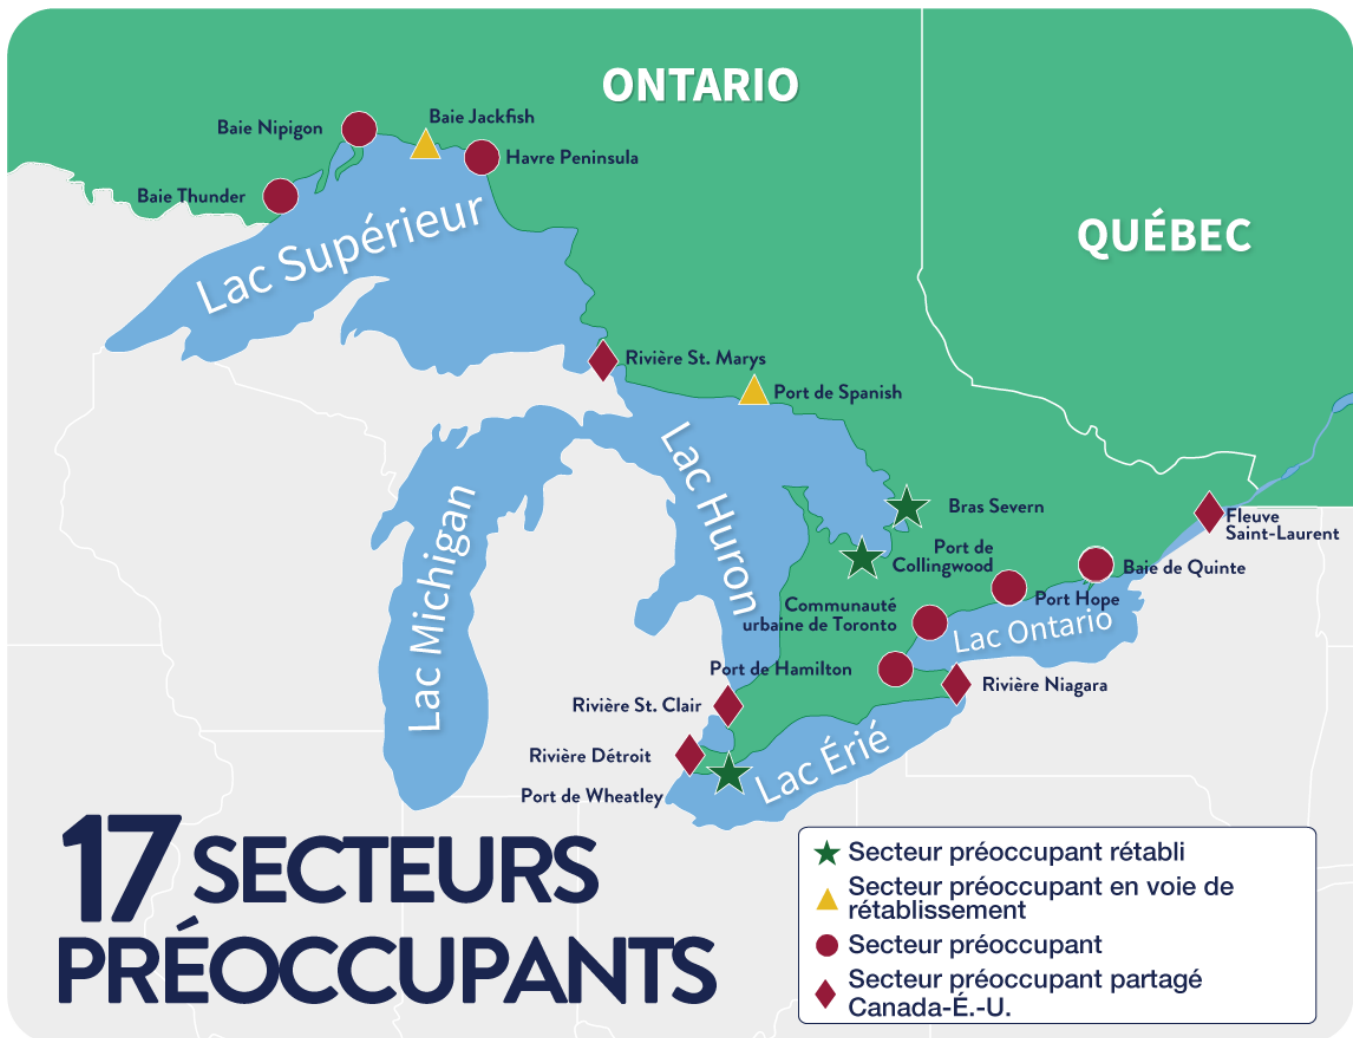 ONTARIO
QUÉBEC
Baie Nipigon
Baie Jackfish
Havre Peninsula
Baie Thunder
Lac Supérieur
Rivière St. Marys
Port de Spanish
Lac Huron
Lac Michigan
Bras Severn
Port de
Collingwood
Fleuve
Saint-Laurent
Baie de Quinte
Port Hope
Communauté
urbaine de Toronto
Lac Ontario
Port de Hamilton
Rivière Niagara
Rivière St. Clair
Rivière Détroit
Lac Érié
Port de Wheatley
17 SECTEURS
PRÉOCCUPANTS
Secteur préoccupant rétabli
Secteur préoccupant en voie de
rétablissement
Secteur préoccupant
Secteur préoccupant partagé
Canada-É.-U.